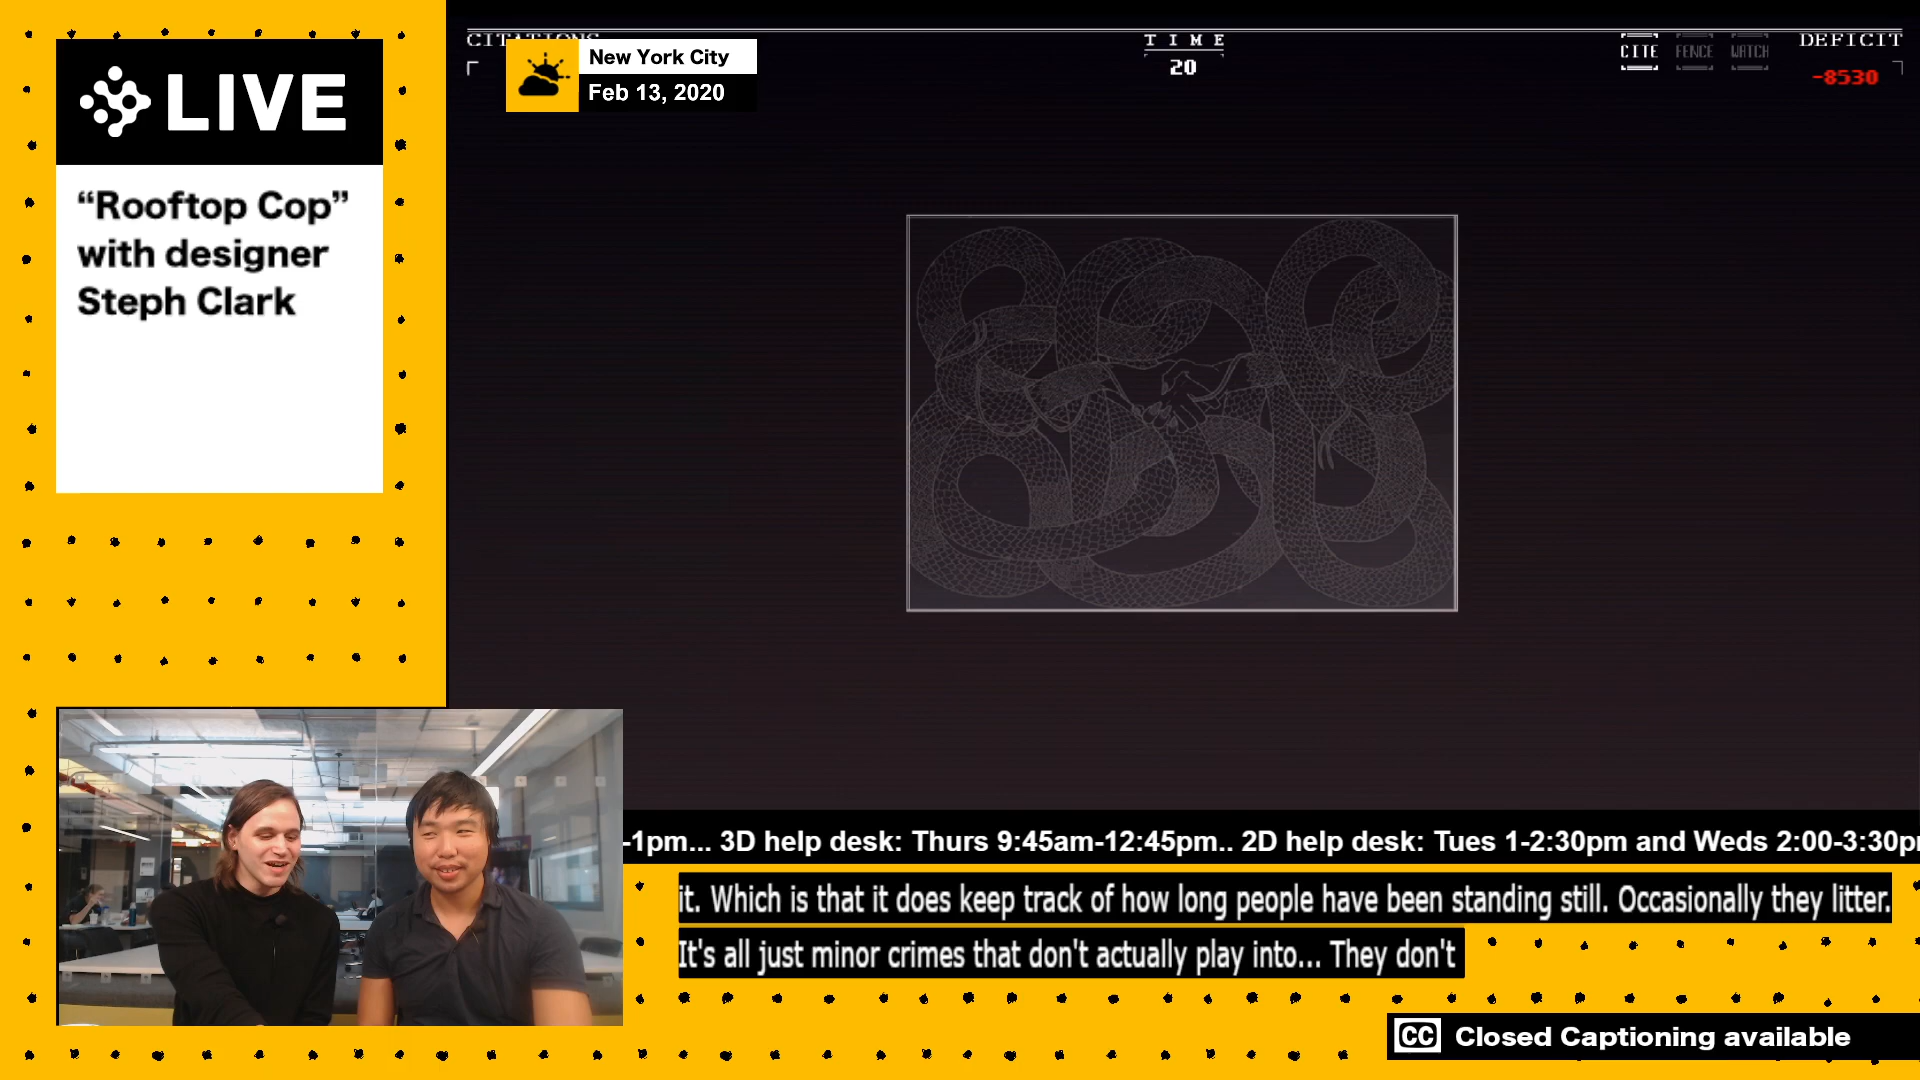 LIVE
“Rooftop Cop”
with designer
Steph Clark
CITATIONS
New York City
Feb 13, 2020
TIME
20
CITE FENCE WATCH
DEFICIT
-8530
-1pm... 3D help desk: Thurs 9:45am-12:45pm.. 2D help desk: Tues 1-2:30pm and Weds 2:00-3:30p
it. Which is that it does keep track of how long people have been standing still. Occasionally they litter.
It's all just minor crimes that don't actually play into... They don't
CC Closed Captioning available